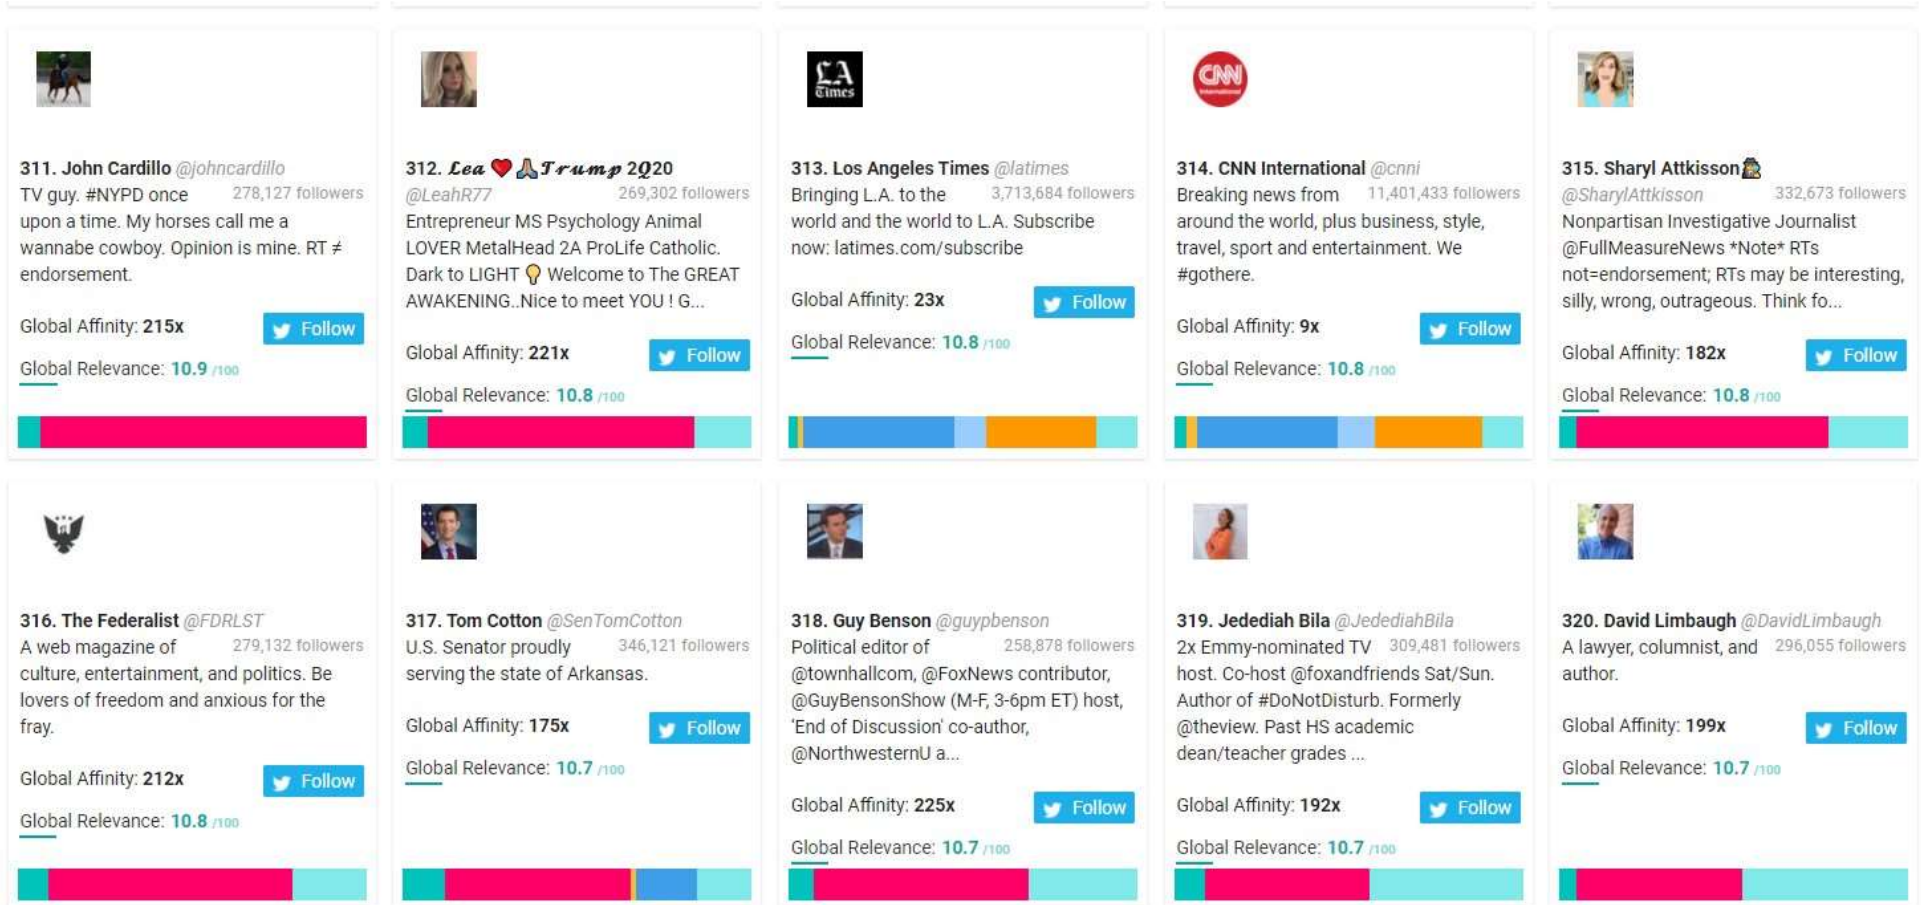 LA
Times
CNN
International
311. John Cardillo @johncardillo
TV guy. #NYPD once 278,127 followers
upon a time. My horses call me a
wannabe cowboy. Opinion is mine. RT ≠
endorsement.
Global Affinity: 215x
Follow
Global Relevance: 10.9 /100
312. 𝓛𝓮𝓪 ❤️🙏🏼𝓣𝓻𝓾𝓶𝓹 2𝐐20
@LeahR77 269,302 followers
Entrepreneur MS Psychology Animal
LOVER MetalHead 2A ProLife Catholic.
Dark to LIGHT 💡 Welcome to The GREAT
AWAKENING..Nice to meet YOU ! G...
Global Affinity: 221x
Follow
Global Relevance: 10.8 /100
313. Los Angeles Times @latimes
Bringing L.A. to the 3,713,684 followers
world and the world to L.A. Subscribe
now: latimes.com/subscribe
Global Affinity: 23x
Follow
Global Relevance: 10.8 /100
314. CNN International @cnni
Breaking news from 11,401,433 followers
around the world, plus business, style,
travel, sport and entertainment. We
#gothere.
Global Affinity: 9x
Follow
Global Relevance: 10.8 /100
315. Sharyl Attkisson🕵️
@SharylAttkisson 332,673 followers
Nonpartisan Investigative Journalist
@FullMeasureNews *Note* RTs
not=endorsement; RTs may be interesting,
silly, wrong, outrageous. Think fo...
Global Affinity: 182x
Follow
Global Relevance: 10.8 /100
316. The Federalist @FDRLST
A web magazine of 279,132 followers
culture, entertainment, and politics. Be
lovers of freedom and anxious for the
fray.
Global Affinity: 212x
Follow
Global Relevance: 10.8 /100
317. Tom Cotton @SenTomCotton
U.S. Senator proudly 346,121 followers
serving the state of Arkansas.
Global Affinity: 175x
Follow
Global Relevance: 10.7 /100
318. Guy Benson @guypbenson
Political editor of 258,878 followers
@townhallcom, @FoxNews contributor,
@GuyBensonShow (M-F, 3-6pm ET) host,
'End of Discussion' co-author,
@NorthwesternU a...
Global Affinity: 225x
Follow
Global Relevance: 10.7 /100
319. Jedediah Bila @JedediahBila
2x Emmy-nominated TV 309,481 followers
host. Co-host @foxandfriends Sat/Sun.
Author of #DoNotDisturb. Formerly
@theview. Past HS academic
dean/teacher grades ...
Global Affinity: 192x
Follow
Global Relevance: 10.7 /100
320. David Limbaugh @DavidLimbaugh
A lawyer, columnist, and 296,055 followers
author.
Global Affinity: 199x
Follow
Global Relevance: 10.7 /100